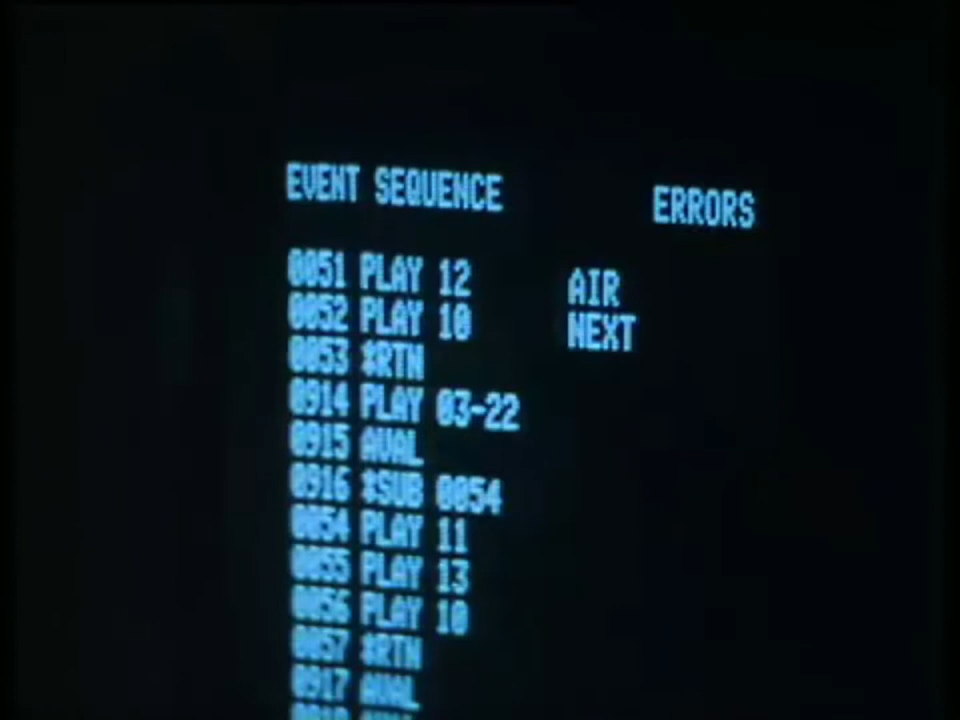 EVENT SEQUENCE ERRORS
0051 PLAY 12 AIR
0052 PLAY 10 NEXT
0053 $RTN
0914 PLAY 03-22
0915 AVAL
0916 $SUB 0054
0054 PLAY 11
0055 PLAY 13
0056 PLAY 10
0057 $RTN
0917 AVAL